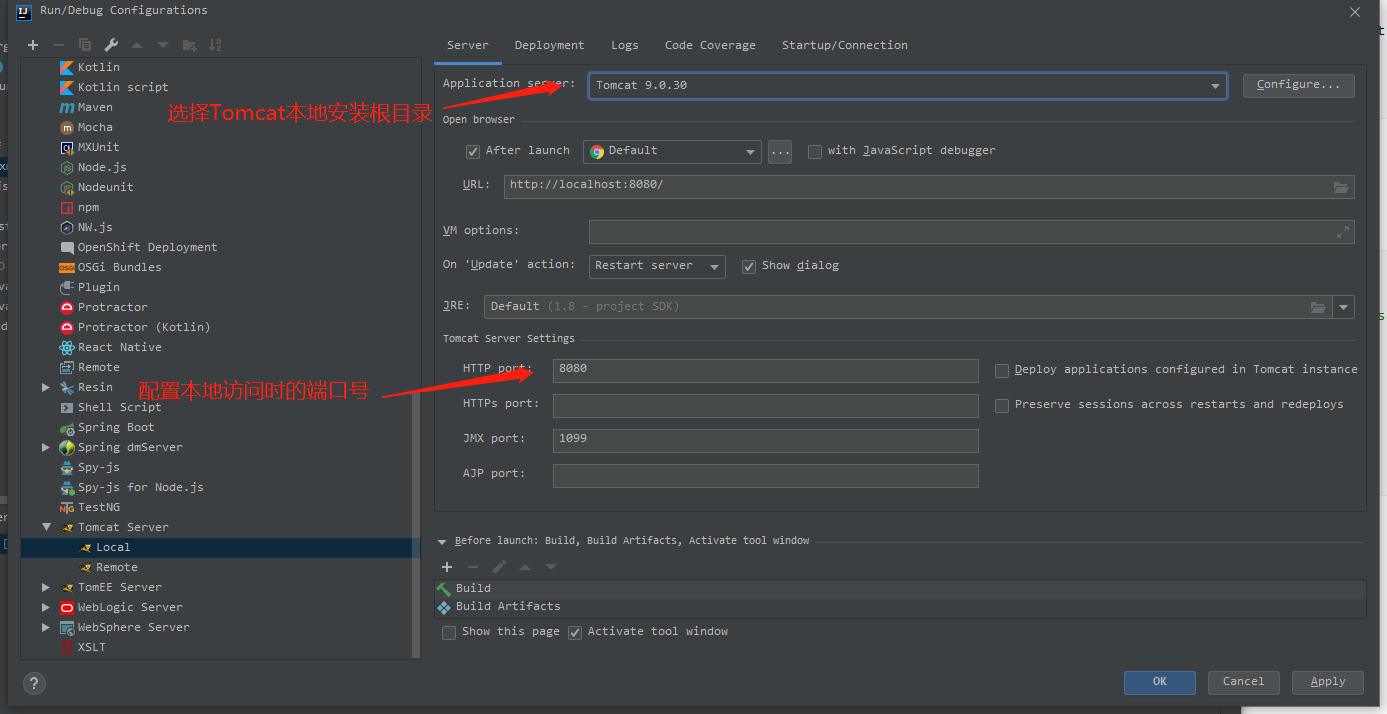 Run/Debug Configurations
Kotlin
Kotlin script
Maven
Mocha
MXUnit
Node.js
Nodeunit
npm
NW.js
OpenShift Deployment
OSGi Bundles
Plugin
Protractor
Protractor (Kotlin)
React Native
Remote
Resin
Shell Script
Spring Boot
Spring dmServer
Spy-js
Spy-js for Node.js
TestNG
Tomcat Server
Local
Remote
TomEE Server
WebLogic Server
WebSphere Server
XSLT
选择Tomcat本地安装根目录
配置本地访问时的端口号
Server Deployment Logs Code Coverage Startup/Connection
Application server: Tomcat 9.0.30 Configure...
Open browser
After launch Default ... with JavaScript debugger
URL: http://localhost:8080/
VM options:
On 'Update' action: Restart server Show dialog
JRE: Default (1.8 - project SDK)
Tomcat Server Settings
HTTP port: 8080 Deploy applications configured in Tomcat instance
HTTPs port: Preserve sessions across restarts and redeploys
JMX port: 1099
AJP port:
Before launch: Build, Build Artifacts, Activate tool window
Build
Build Artifacts
Show this page Activate tool window
? OK Cancel Apply